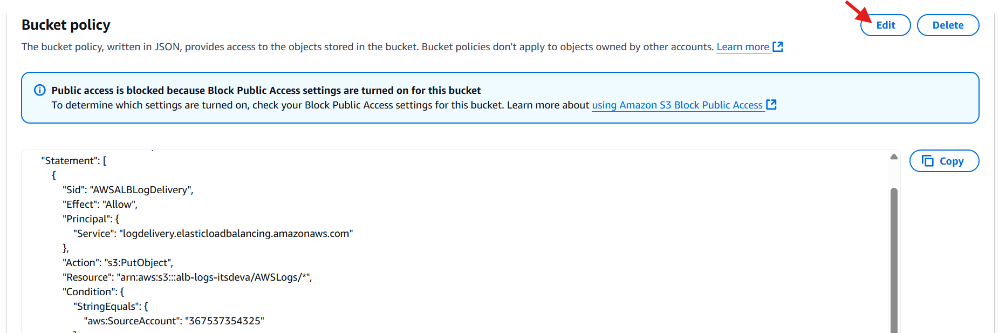 Bucket policy
Edit
Delete
The bucket policy, written in JSON, provides access to the objects stored in the bucket. Bucket policies don't apply to objects owned by other accounts. Learn more
Public access is blocked because Block Public Access settings are turned on for this bucket
To determine which settings are turned on, check your Block Public Access settings for this bucket. Learn more about using Amazon S3 Block Public Access
"Statement": [
Copy
{
"Sid": "AWSALBLogDelivery",
"Effect": "Allow",
"Principal": {
"Service": "logdelivery.elasticloadbalancing.amazonaws.com"
},
"Action": "s3:PutObject",
"Resource": "arn:aws:s3:::alb-logs-itsdeva/AWSLogs/*",
"Condition": {
"StringEquals": {
"aws:SourceAccount": "367537354325"